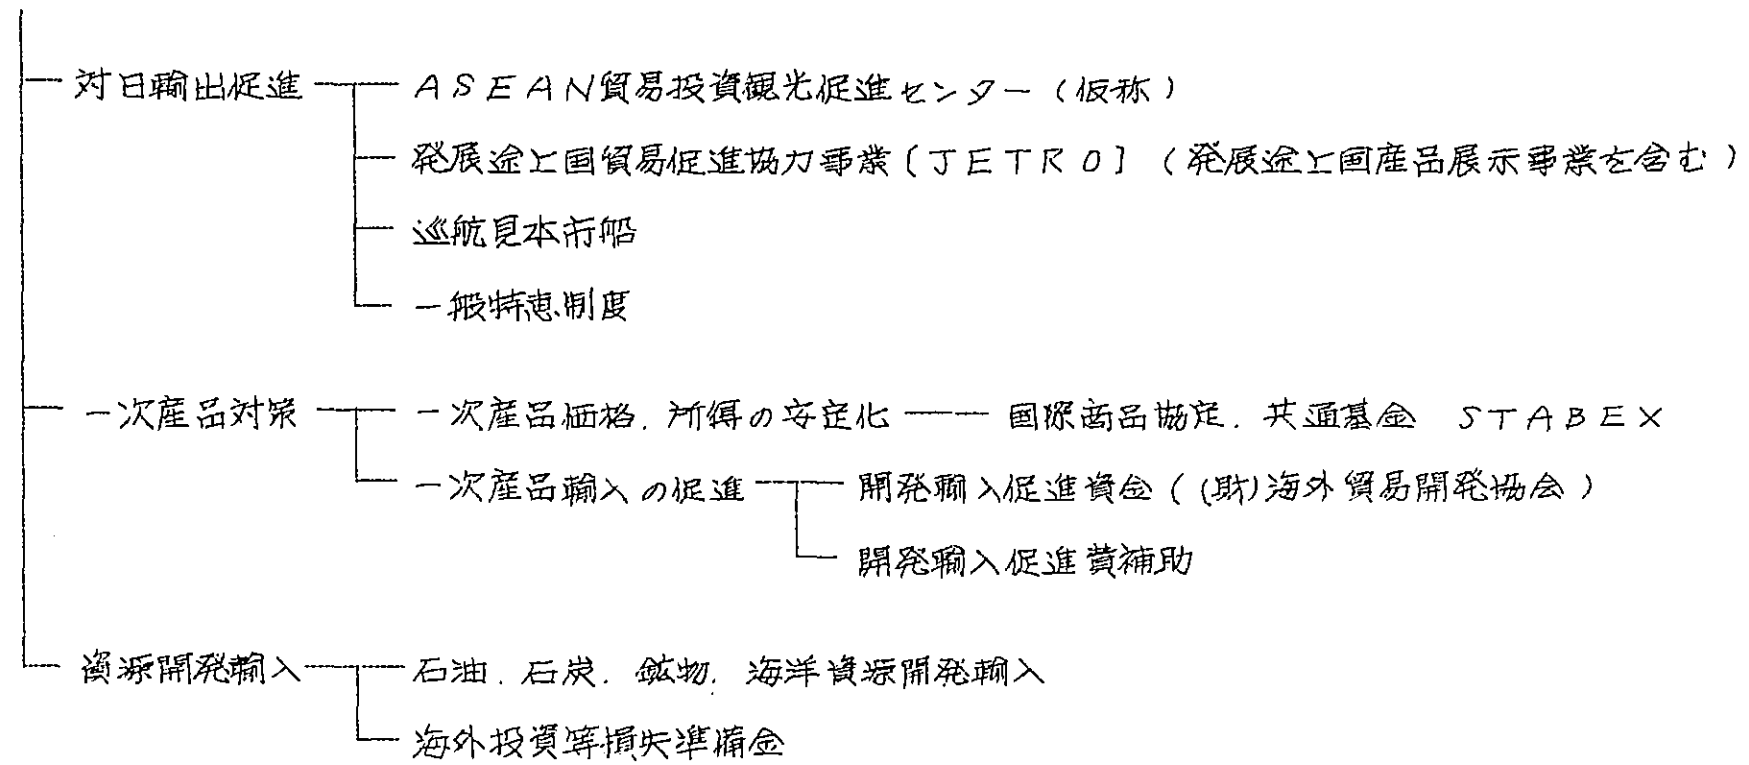 対日輸出促進 ASEAN貿易投資観光促進センター(仮称)
発展途上国貿易促進協力事業〔JETRO〕(発展途上国産品展示事業を含む)
巡航見本市船
一般特恵制度
一次産品対策 一次産品価格、所得の安定化 国際商品協定、共通基金 STABEX
一次産品輸入の促進 開発輸入促進資金((財)海外貿易開発協会)
開発輸入促進費補助
資源開発輸入 石油、石炭、鉱物、海洋資源開発輸入
海外投資等損失準備金